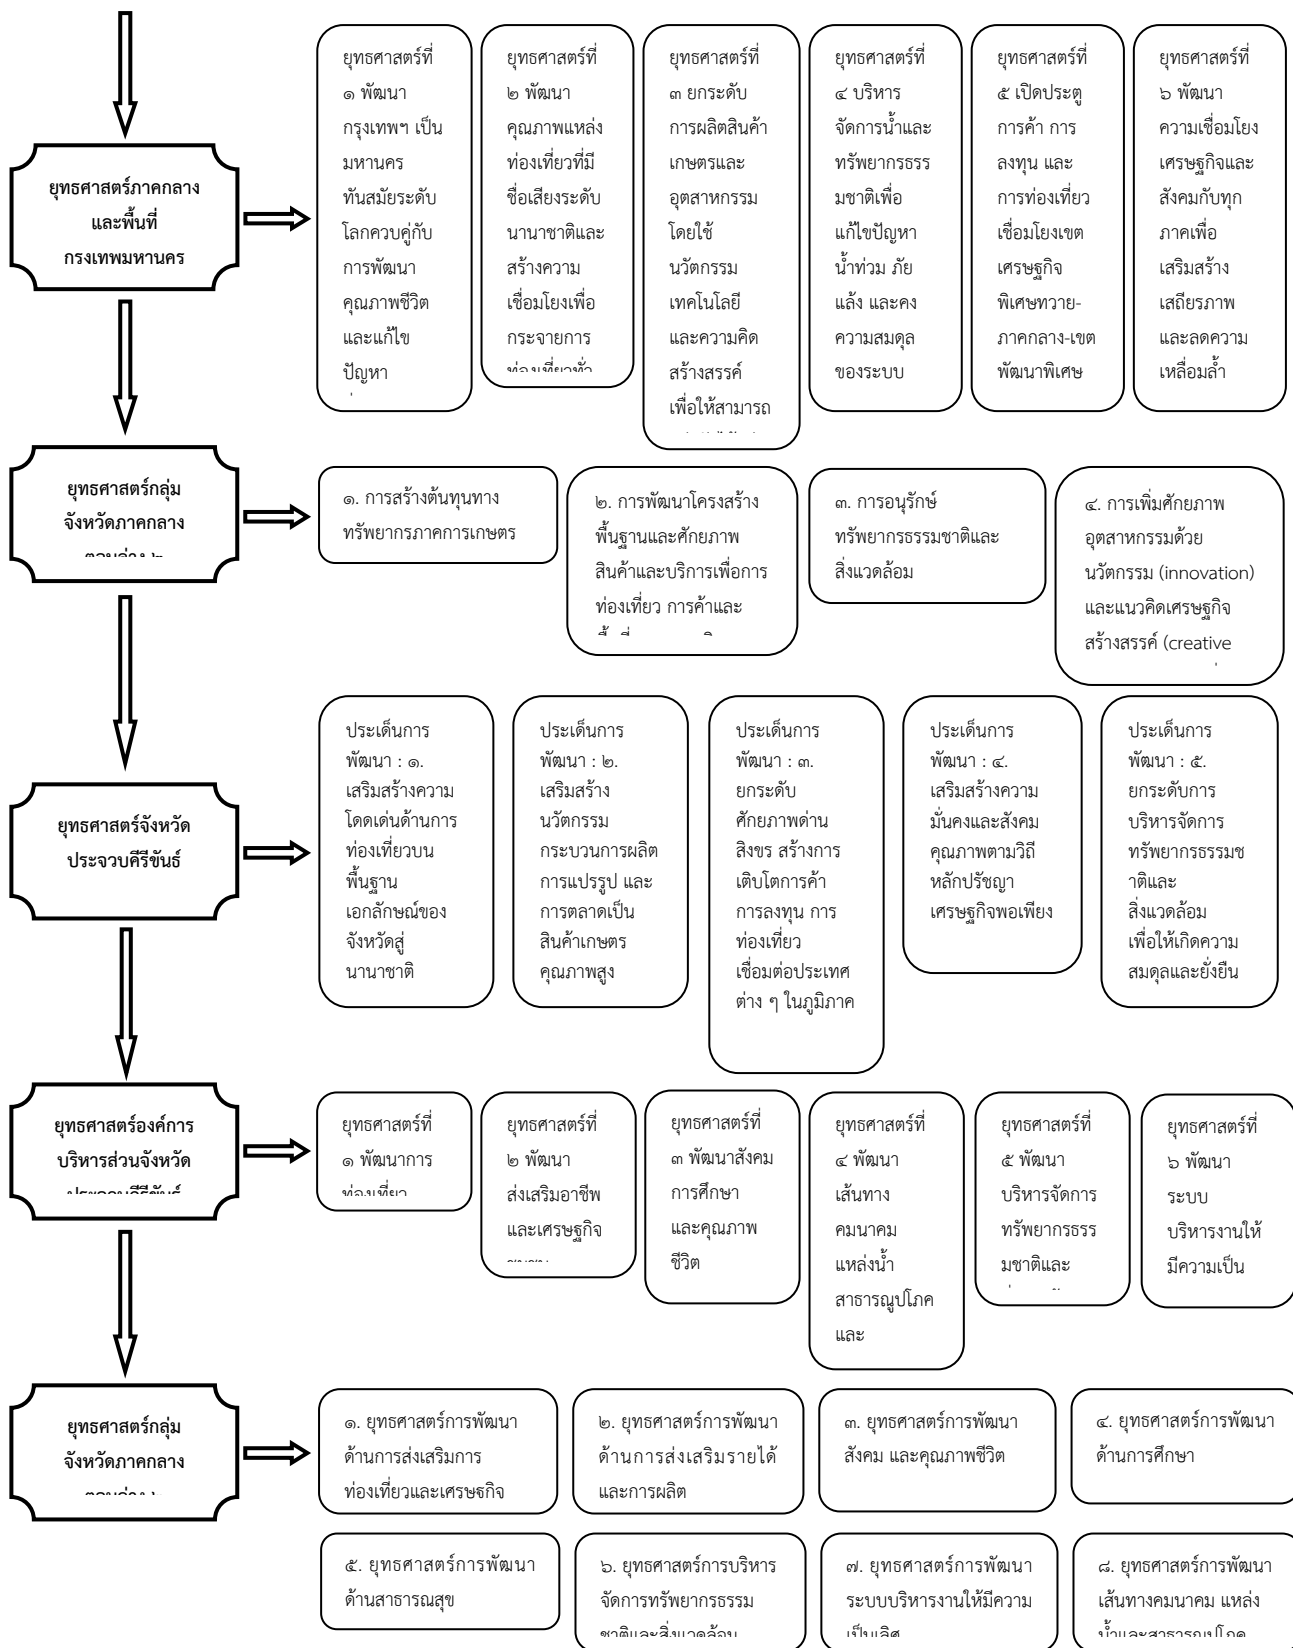 ยุทธศาสตร์ภาคกลาง
และพื้นที่
กรุงเทพมหานคร
ยุทธศาสตร์ที่
๑ พัฒนา
กรุงเทพฯ เป็น
มหานคร
ทันสมัยระดับ
โลกควบคู่กับ
การพัฒนา
คุณภาพชีวิต
และแก้ไข
ปัญหา
ยุทธศาสตร์ที่
๒ พัฒนา
คุณภาพแหล่ง
ท่องเที่ยวที่มี
ชื่อเสียงระดับ
นานาชาติและ
สร้างความ
เชื่อมโยงเพื่อ
กระจายการ
ท่องเที่ยวทั่ว
ยุทธศาสตร์ที่
๓ ยกระดับ
การผลิตสินค้า
เกษตรและ
อุตสาหกรรม
โดยใช้
นวัตกรรม
เทคโนโลยี
และความคิด
สร้างสรรค์
เพื่อให้สามารถ
ยุทธศาสตร์ที่
๔ บริหาร
จัดการน้ำและ
ทรัพยากรธรร
มชาติเพื่อ
แก้ไขปัญหา
น้ำท่วม ภัย
แล้ง และคง
ความสมดุล
ของระบบ
ยุทธศาสตร์ที่
๕ เปิดประตู
การค้า การ
ลงทุน และ
การท่องเที่ยว
เชื่อมโยงเขต
เศรษฐกิจ
พิเศษทวาย-
ภาคกลาง-เขต
พัฒนาพิเศษ
ยุทธศาสตร์ที่
๖ พัฒนา
ความเชื่อมโยง
เศรษฐกิจและ
สังคมกับทุก
ภาคเพื่อ
เสริมสร้าง
เสถียรภาพ
และลดความ
เหลื่อมล้ำ
ยุทธศาสตร์กลุ่ม
จังหวัดภาคกลาง
ตอนล่าง ๒
๑. การสร้างต้นทุนทาง
ทรัพยากรภาคการเกษตร
๒. การพัฒนาโครงสร้าง
พื้นฐานและศักยภาพ
สินค้าและบริการเพื่อการ
ท่องเที่ยว การค้าและ
๓. การอนุรักษ์
ทรัพยากรธรรมชาติและ
สิ่งแวดล้อม
๔. การเพิ่มศักยภาพ
อุตสาหกรรมด้วย
นวัตกรรม (innovation)
และแนวคิดเศรษฐกิจ
สร้างสรรค์ (creative
ยุทธศาสตร์จังหวัด
ประจวบคีรีขันธ์
ประเด็นการ
พัฒนา : ๑.
เสริมสร้างความ
โดดเด่นด้านการ
ท่องเที่ยวบน
พื้นฐาน
เอกลักษณ์ของ
จังหวัดสู่
นานาชาติ
ประเด็นการ
พัฒนา : ๒.
เสริมสร้าง
นวัตกรรม
กระบวนการผลิต
การแปรรูป และ
การตลาดเป็น
สินค้าเกษตร
คุณภาพสูง
ประเด็นการ
พัฒนา : ๓.
ยกระดับ
ศักยภาพด่าน
สิงขร สร้างการ
เติบโตการค้า
การลงทุน การ
ท่องเที่ยว
เชื่อมต่อประเทศ
ต่าง ๆ ในภูมิภาค
ประเด็นการ
พัฒนา : ๔.
เสริมสร้างความ
มั่นคงและสังคม
คุณภาพตามวิถี
หลักปรัชญา
เศรษฐกิจพอเพียง
ประเด็นการ
พัฒนา : ๕.
ยกระดับการ
บริหารจัดการ
ทรัพยากรธรรมช
าติและ
สิ่งแวดล้อม
เพื่อให้เกิดความ
สมดุลและยั่งยืน
ยุทธศาสตร์องค์การ
บริหารส่วนจังหวัด
ประจวบคีรีขันธ์
ยุทธศาสตร์ที่
๑ พัฒนาการ
ท่องเที่ยว
ยุทธศาสตร์ที่
๒ พัฒนา
ส่งเสริมอาชีพ
และเศรษฐกิจ
ชุมชน
ยุทธศาสตร์ที่
๓ พัฒนาสังคม
การศึกษา
และคุณภาพ
ชีวิต
ยุทธศาสตร์ที่
๔ พัฒนา
เส้นทาง
คมนาคม
แหล่งน้ำ
สาธารณูปโภค
และ
ยุทธศาสตร์ที่
๕ พัฒนา
บริหารจัดการ
ทรัพยากรธรร
มชาติและ
ยุทธศาสตร์ที่
๖ พัฒนา
ระบบ
บริหารงานให้
มีความเป็น
ยุทธศาสตร์กลุ่ม
จังหวัดภาคกลาง
ตอนล่าง ๒
๑. ยุทธศาสตร์การพัฒนา
ด้านการส่งเสริมการ
ท่องเที่ยวและเศรษฐกิจ
๒. ยุทธศาสตร์การพัฒนา
ด้านการส่งเสริมรายได้
และการผลิต
๓. ยุทธศาสตร์การพัฒนา
สังคม และคุณภาพชีวิต
๔. ยุทธศาสตร์การพัฒนา
ด้านการศึกษา
๕. ยุทธศาสตร์การพัฒนา
ด้านสาธารณสุข
๖. ยุทธศาสตร์การบริหาร
จัดการทรัพยากรธรรม
ชาติและสิ่งแวดล้อม
๗. ยุทธศาสตร์การพัฒนา
ระบบบริหารงานให้มีความ
เป็นเลิศ
๘. ยุทธศาสตร์การพัฒนา
เส้นทางคมนาคม แหล่ง
น้ำและสาธารณูปโภค